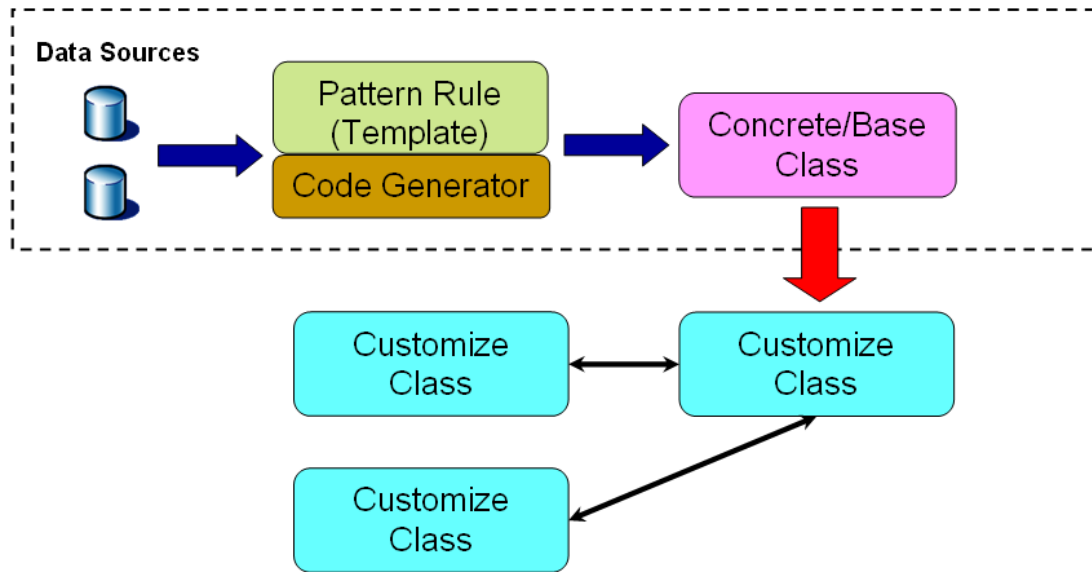 Data Sources
Pattern Rule
(Template)
Code Generator
Concrete/Base
Class
Customize
Class
Customize
Class
Customize
Class